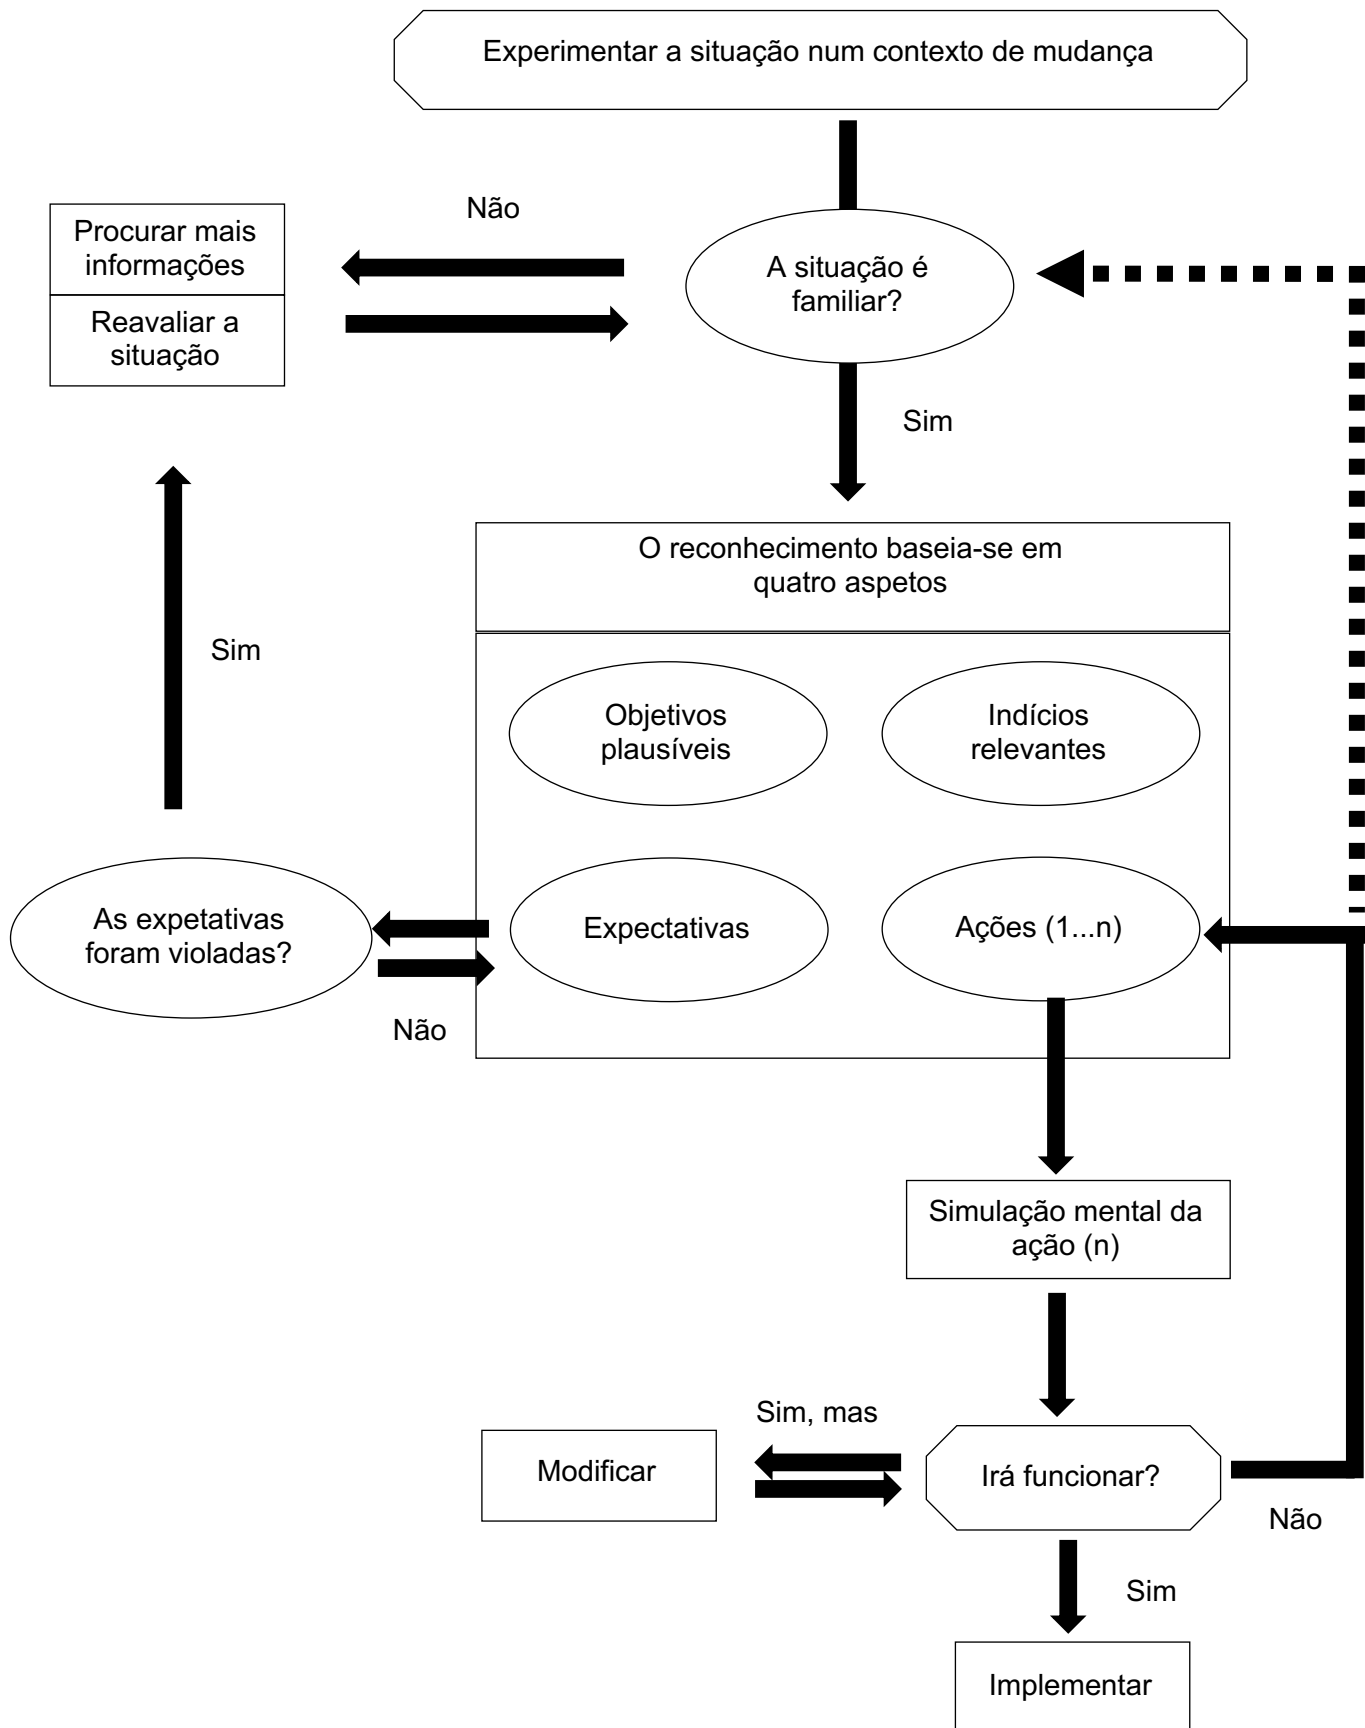 Experimentar a situação num contexto de mudança
Não
Procurar mais
informações
Reavaliar a
situação
A situação é
familiar?
Sim
O reconhecimento baseia-se em
quatro aspetos
Sim
Objetivos
plausíveis
Indícios
relevantes
As expetativas
foram violadas?
Expectativas
Ações (1...n)
Não
Simulação mental da
ação (n)
Sim, mas
Modificar
Irá funcionar?
Não
Sim
Implementar